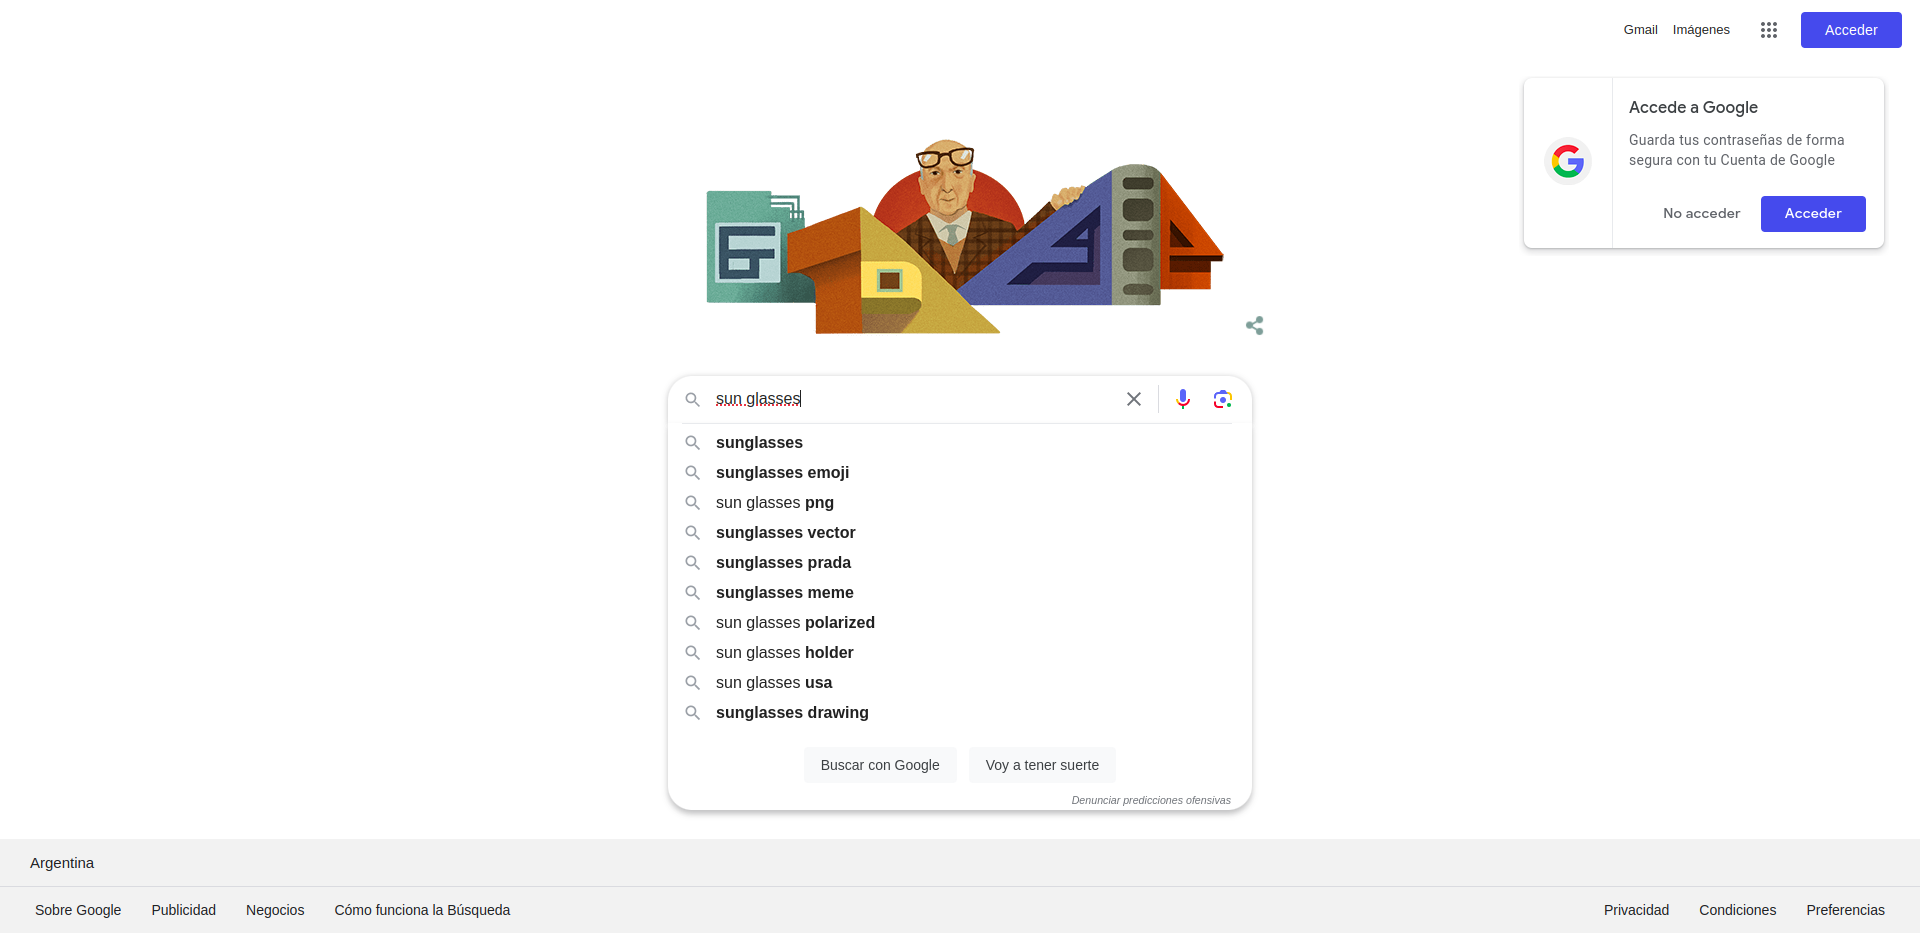 Gmail Imágenes Acceder
Accede a Google
Guarda tus contraseñas de forma
segura con tu Cuenta de Google
No acceder Acceder
sun glasses
sunglasses
sunglasses emoji
sun glasses png
sunglasses vector
sunglasses prada
sunglasses meme
sun glasses polarized
sun glasses holder
sun glasses usa
sunglasses drawing
Buscar con Google Voy a tener suerte
Denunciar predicciones ofensivas
Argentina
Sobre Google Publicidad Negocios Cómo funciona la Búsqueda Privacidad Condiciones Preferencias